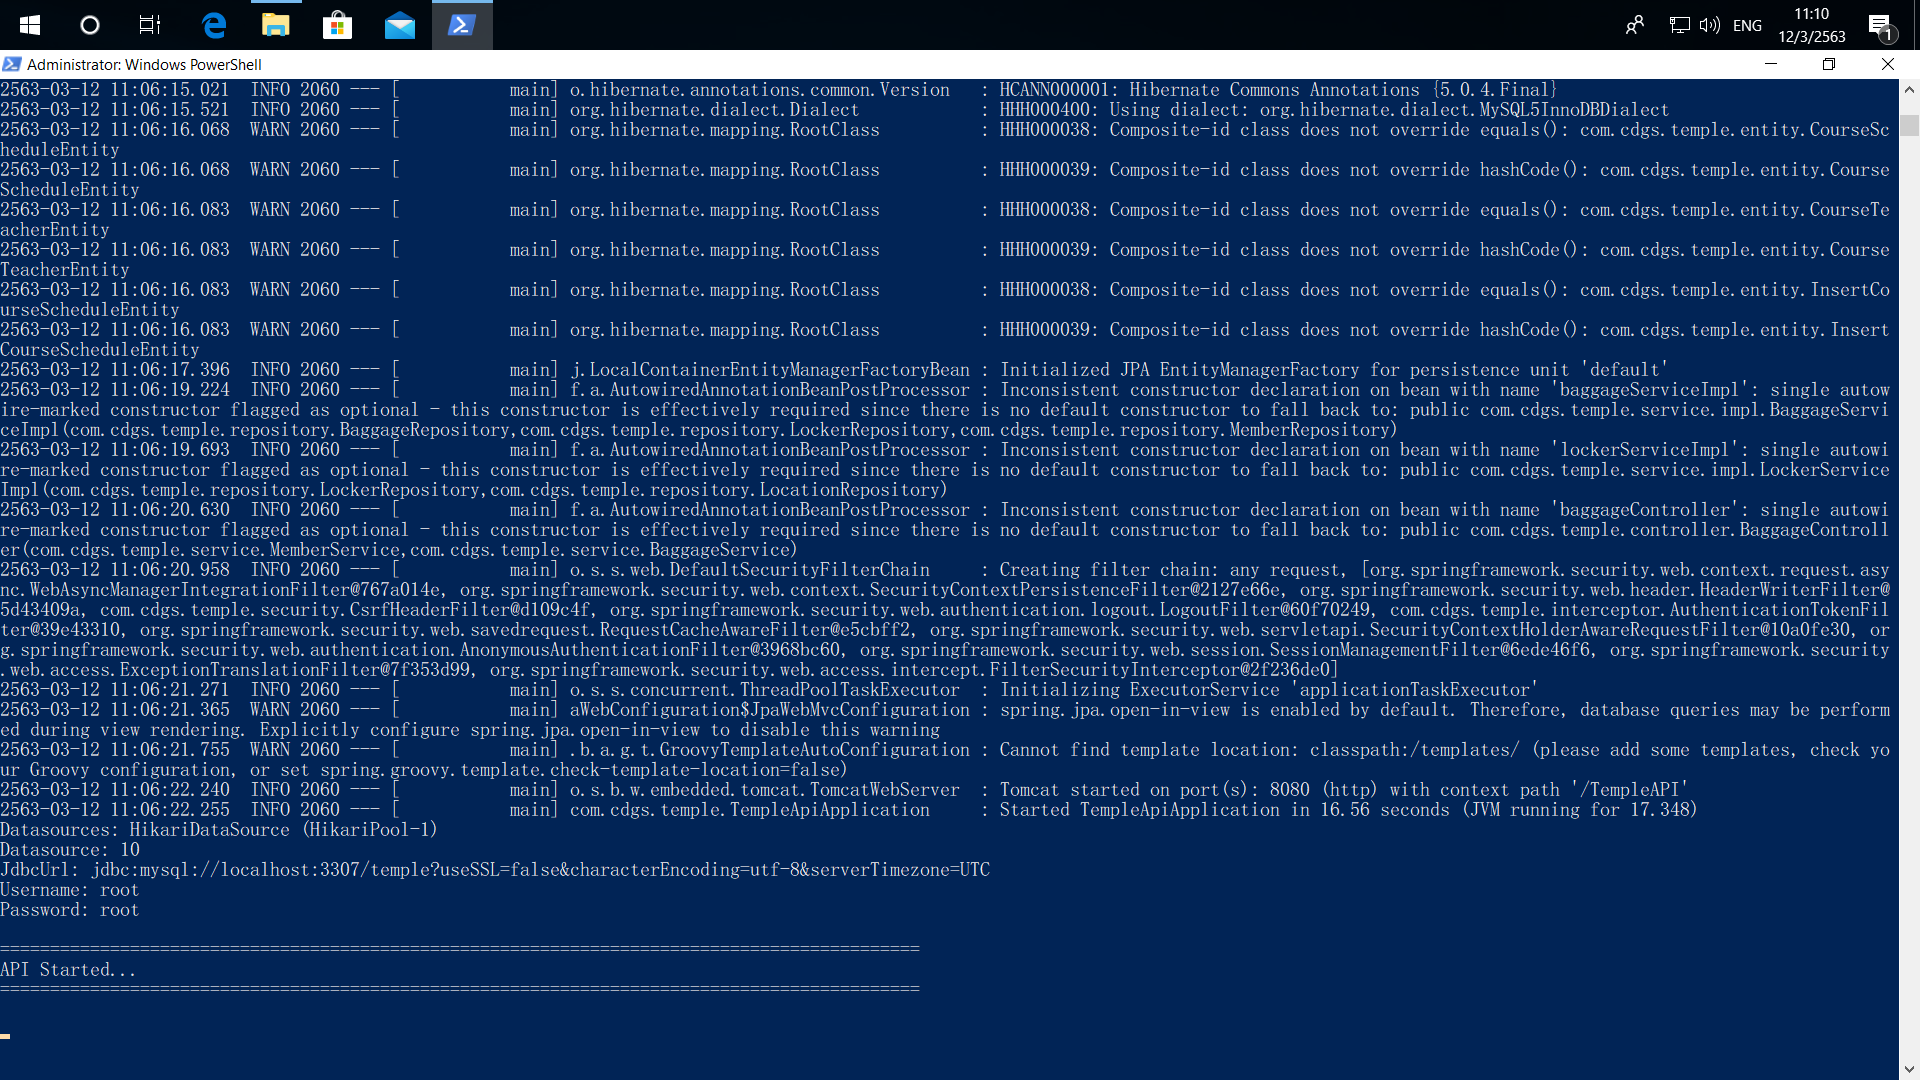 ENG
11:10
12/3/2563
1
Administrator: Windows PowerShell
2563-03-12 11:06:15.021  INFO 2060 --- [           main] o.hibernate.annotations.common.Version   : HCANN000001: Hibernate Commons Annotations {5.0.4.Final}
2563-03-12 11:06:15.521  INFO 2060 --- [           main] org.hibernate.dialect.Dialect            : HHH000400: Using dialect: org.hibernate.dialect.MySQL5InnoDBDialect
2563-03-12 11:06:16.068  WARN 2060 --- [           main] org.hibernate.mapping.RootClass          : HHH000038: Composite-id class does not override equals(): com.cdgs.temple.entity.CourseSc
heduleEntity
2563-03-12 11:06:16.068  WARN 2060 --- [           main] org.hibernate.mapping.RootClass          : HHH000039: Composite-id class does not override hashCode(): com.cdgs.temple.entity.Course
ScheduleEntity
2563-03-12 11:06:16.083  WARN 2060 --- [           main] org.hibernate.mapping.RootClass          : HHH000038: Composite-id class does not override equals(): com.cdgs.temple.entity.CourseTe
acherEntity
2563-03-12 11:06:16.083  WARN 2060 --- [           main] org.hibernate.mapping.RootClass          : HHH000039: Composite-id class does not override hashCode(): com.cdgs.temple.entity.Course
TeacherEntity
2563-03-12 11:06:16.083  WARN 2060 --- [           main] org.hibernate.mapping.RootClass          : HHH000038: Composite-id class does not override equals(): com.cdgs.temple.entity.InsertCo
urseScheduleEntity
2563-03-12 11:06:16.083  WARN 2060 --- [           main] org.hibernate.mapping.RootClass          : HHH000039: Composite-id class does not override hashCode(): com.cdgs.temple.entity.Insert
CourseScheduleEntity
2563-03-12 11:06:17.396  INFO 2060 --- [           main] j.LocalContainerEntityManagerFactoryBean : Initialized JPA EntityManagerFactory for persistence unit 'default'
2563-03-12 11:06:19.224  INFO 2060 --- [           main] f.a.AutowiredAnnotationBeanPostProcessor : Inconsistent constructor declaration on bean with name 'baggageServiceImpl': single autow
ire-marked constructor flagged as optional - this constructor is effectively required since there is no default constructor to fall back to: public com.cdgs.temple.service.impl.BaggageServi
ceImpl(com.cdgs.temple.repository.BaggageRepository,com.cdgs.temple.repository.LockerRepository,com.cdgs.temple.repository.MemberRepository)
2563-03-12 11:06:19.693  INFO 2060 --- [           main] f.a.AutowiredAnnotationBeanPostProcessor : Inconsistent constructor declaration on bean with name 'lockerServiceImpl': single autowi
re-marked constructor flagged as optional - this constructor is effectively required since there is no default constructor to fall back to: public com.cdgs.temple.service.impl.LockerService
Impl(com.cdgs.temple.repository.LockerRepository,com.cdgs.temple.repository.LocationRepository)
2563-03-12 11:06:20.630  INFO 2060 --- [           main] f.a.AutowiredAnnotationBeanPostProcessor : Inconsistent constructor declaration on bean with name 'baggageController': single autowi
re-marked constructor flagged as optional - this constructor is effectively required since there is no default constructor to fall back to: public com.cdgs.temple.controller.BaggageControll
er(com.cdgs.temple.service.MemberService,com.cdgs.temple.service.BaggageService)
2563-03-12 11:06:20.958  INFO 2060 --- [           main] o.s.s.web.DefaultSecurityFilterChain     : Creating filter chain: any request, [org.springframework.security.web.context.request.asy
nc.WebAsyncManagerIntegrationFilter@767a014e, org.springframework.security.web.context.SecurityContextPersistenceFilter@2127e66e, org.springframework.security.web.header.HeaderWriterFilter@
5d43409a, com.cdgs.temple.security.CsrfHeaderFilter@d109c4f, org.springframework.security.web.authentication.logout.LogoutFilter@60f70249, com.cdgs.temple.interceptor.AuthenticationTokenFil
ter@39e43310, org.springframework.security.web.savedrequest.RequestCacheAwareFilter@e5cbff2, org.springframework.security.web.servletapi.SecurityContextHolderAwareRequestFilter@10a0fe30, or
g.springframework.security.web.authentication.AnonymousAuthenticationFilter@3968bc60, org.springframework.security.web.session.SessionManagementFilter@6ede46f6, org.springframework.security
.web.access.ExceptionTranslationFilter@7f353d99, org.springframework.security.web.access.intercept.FilterSecurityInterceptor@2f236de0]
2563-03-12 11:06:21.271  INFO 2060 --- [           main] o.s.s.concurrent.ThreadPoolTaskExecutor  : Initializing ExecutorService 'applicationTaskExecutor'
2563-03-12 11:06:21.365  WARN 2060 --- [           main] aWebConfiguration$JpaWebMvcConfiguration : spring.jpa.open-in-view is enabled by default. Therefore, database queries may be perform
ed during view rendering. Explicitly configure spring.jpa.open-in-view to disable this warning
2563-03-12 11:06:21.755  WARN 2060 --- [           main] .b.a.g.t.GroovyTemplateAutoConfiguration : Cannot find template location: classpath:/templates/ (please add some templates, check yo
ur Groovy configuration, or set spring.groovy.template.check-template-location=false)
2563-03-12 11:06:22.240  INFO 2060 --- [           main] o.s.b.w.embedded.tomcat.TomcatWebServer  : Tomcat started on port(s): 8080 (http) with context path '/TempleAPI'
2563-03-12 11:06:22.255  INFO 2060 --- [           main] com.cdgs.temple.TempleApiApplication     : Started TempleApiApplication in 16.56 seconds (JVM running for 17.348)
Datasources: HikariDataSource (HikariPool-1)
Datasource: 10
JdbcUrl: jdbc:mysql://localhost:3307/temple?useSSL=false&characterEncoding=utf-8&serverTimezone=UTC
Username: root
Password: root
============================================================================================
API Started...
============================================================================================